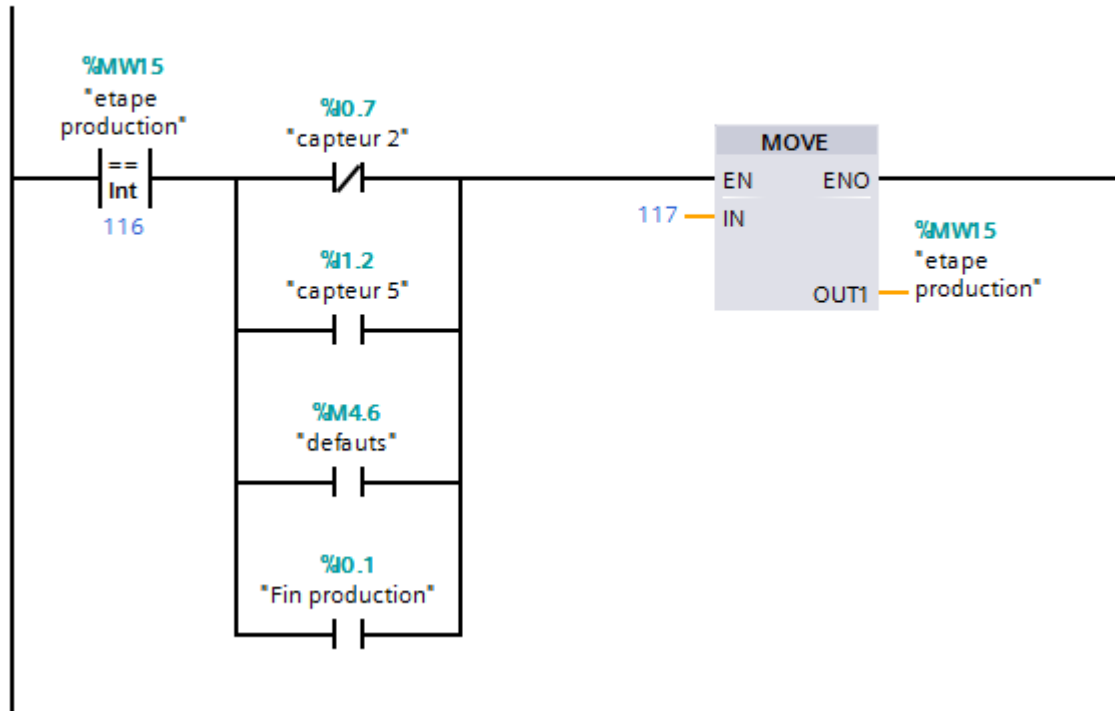 %MW15
"etape
production"
==
Int
116
%I0.7
"capteur 2"
%I1.2
"capteur 5"
%M4.6
"defauts"
%I0.1
"Fin production"
MOVE
EN ENO
117 IN
OUT1
%MW15
"etape
production"